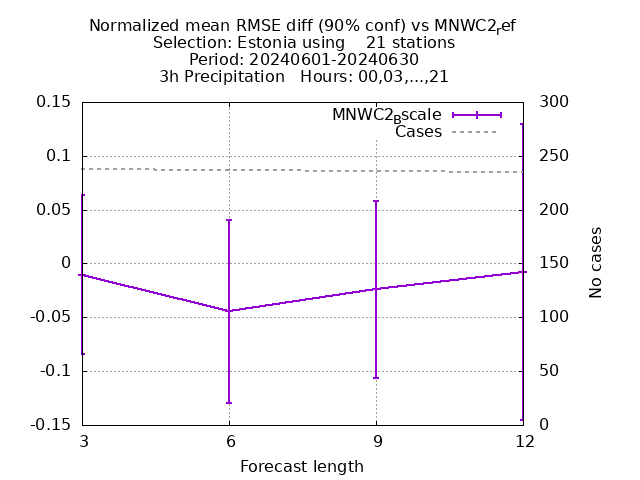 Normalized mean RMSE diff (90% conf) vs MNWC2ref
Selection: Estonia using 21 stations
Period: 20240601-20240630
3h Precipitation Hours: 00,03,...,21
0.15 300
MNWC2Bscale
Cases
0.1 250
0.05 200
0 150
-0.05 100
-0.1 50
-0.15 0
No cases
3 6 9 12
Forecast length